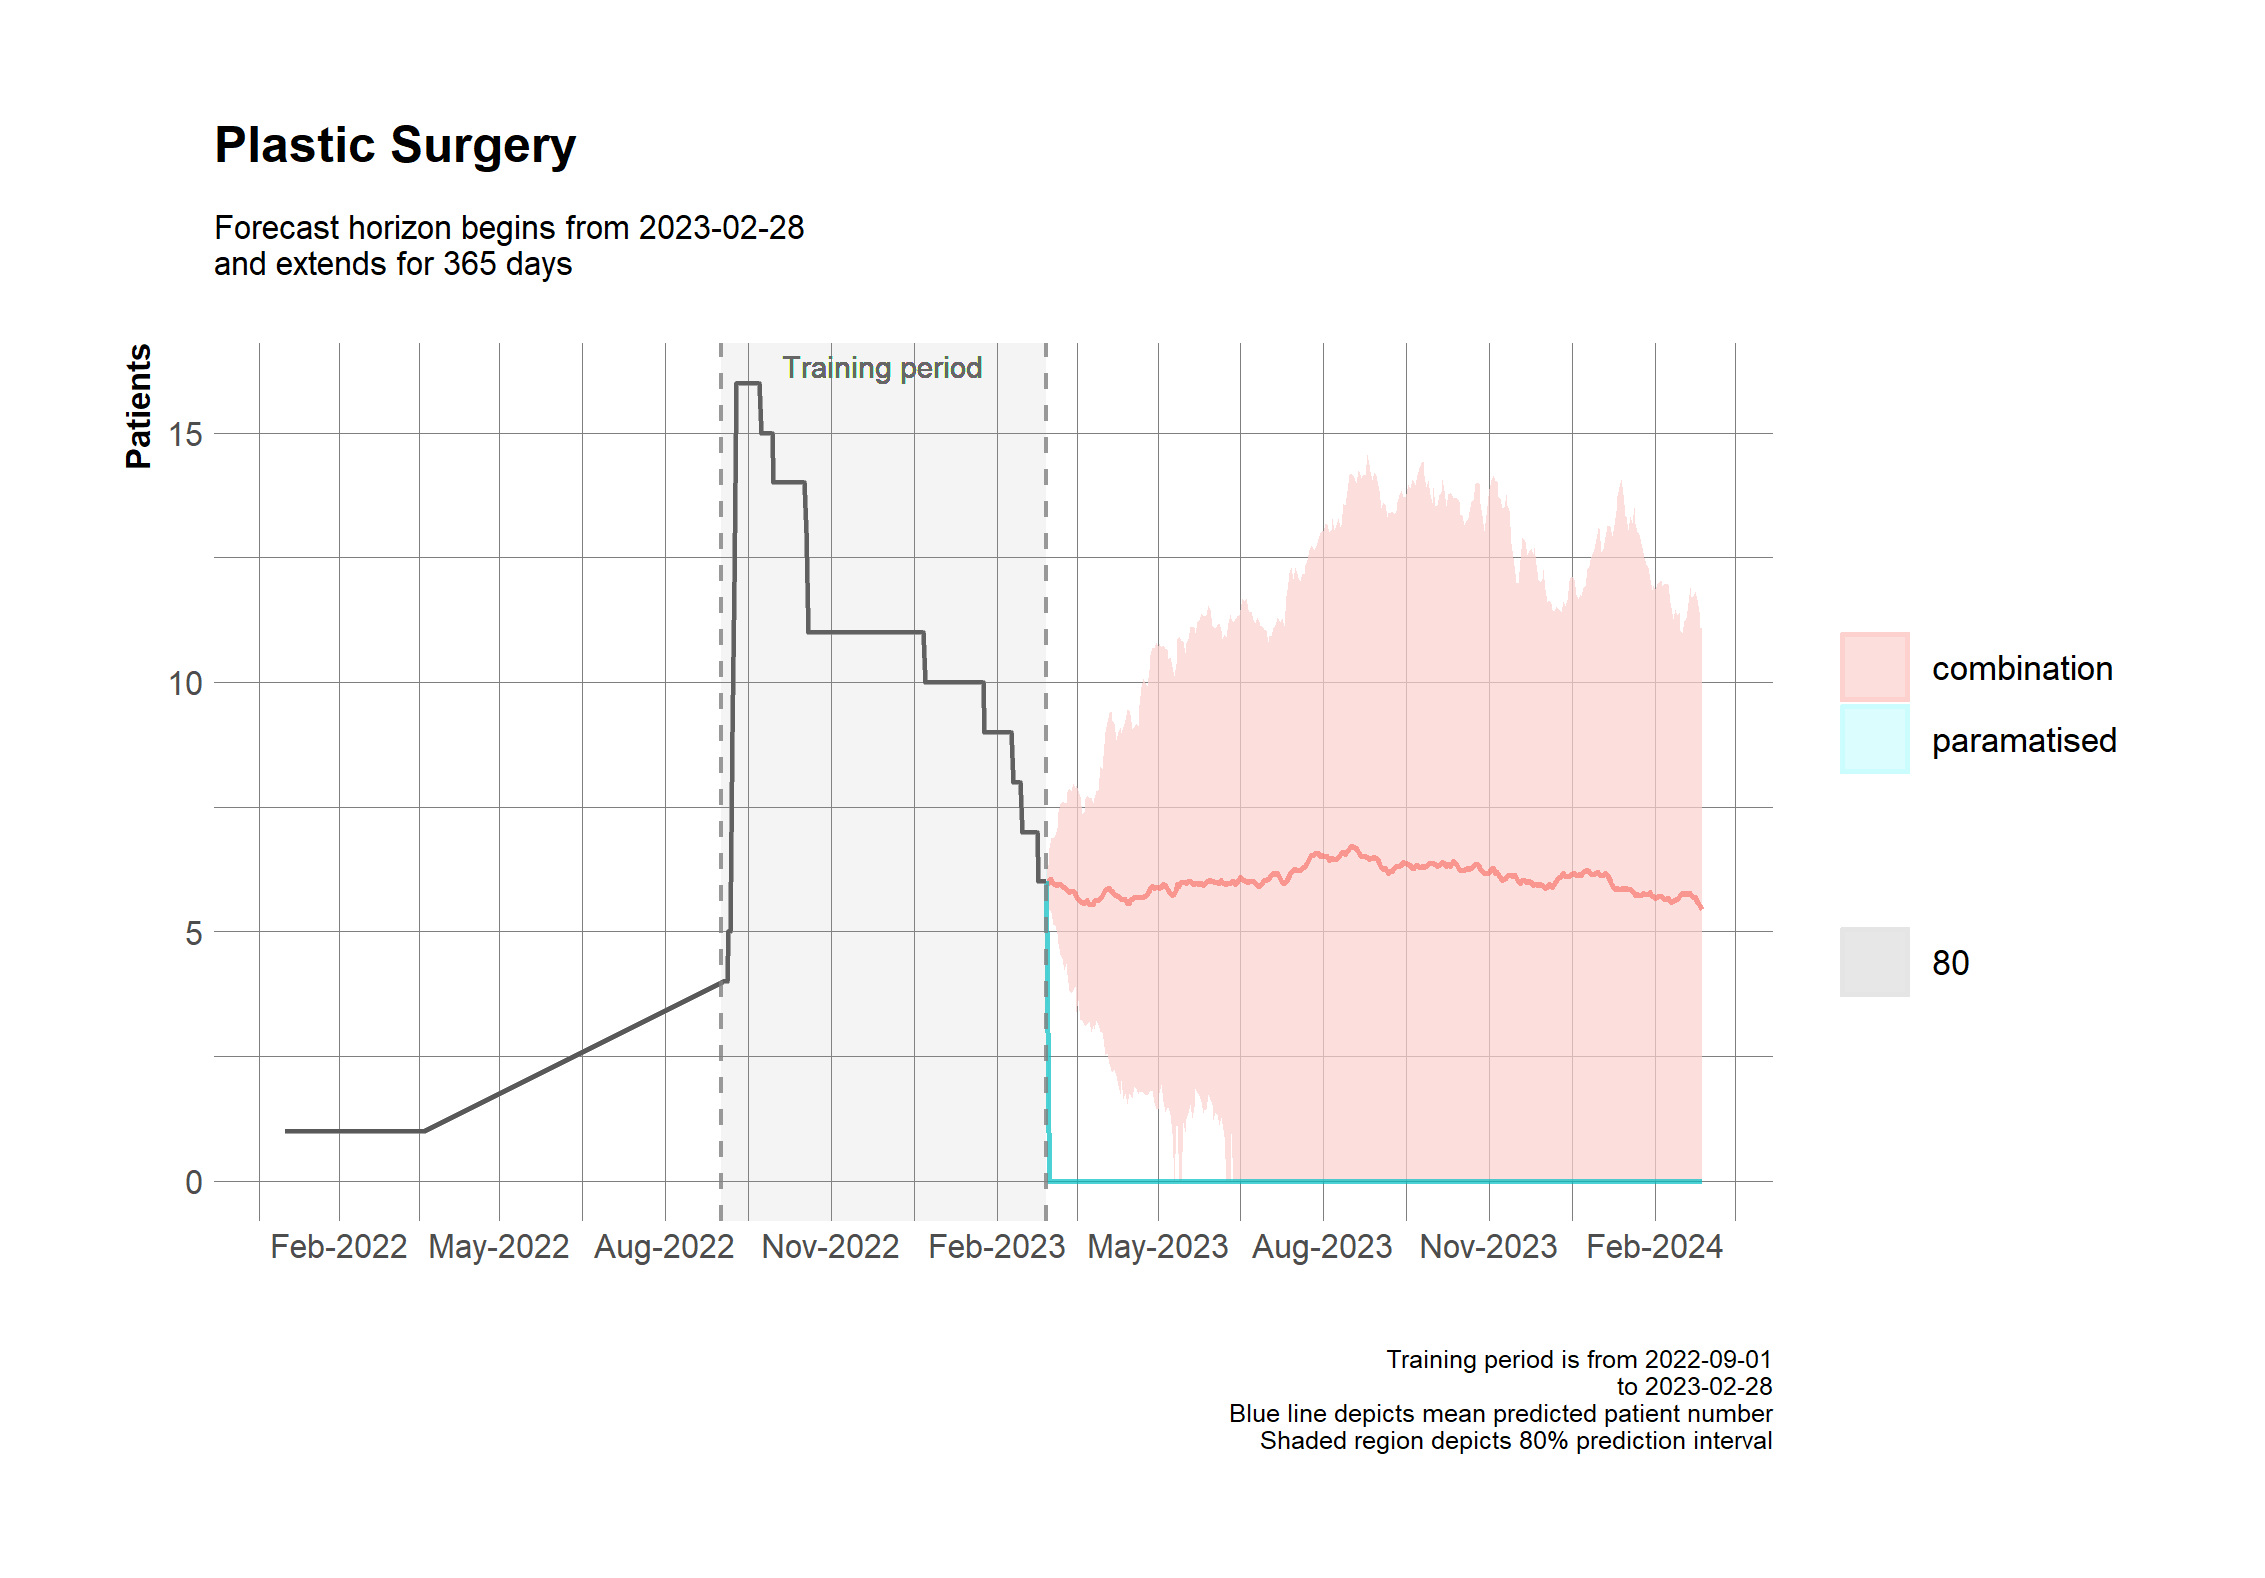 Plastic Surgery
Forecast horizon begins from 2023-02-28
and extends for 365 days
Patients
Training period
15
10
5
0
Feb-2022 May-2022 Aug-2022 Nov-2022 Feb-2023 May-2023 Aug-2023 Nov-2023 Feb-2024
combination
paramatised
80
Training period is from 2022-09-01
to 2023-02-28
Blue line depicts mean predicted patient number
Shaded region depicts 80% prediction interval